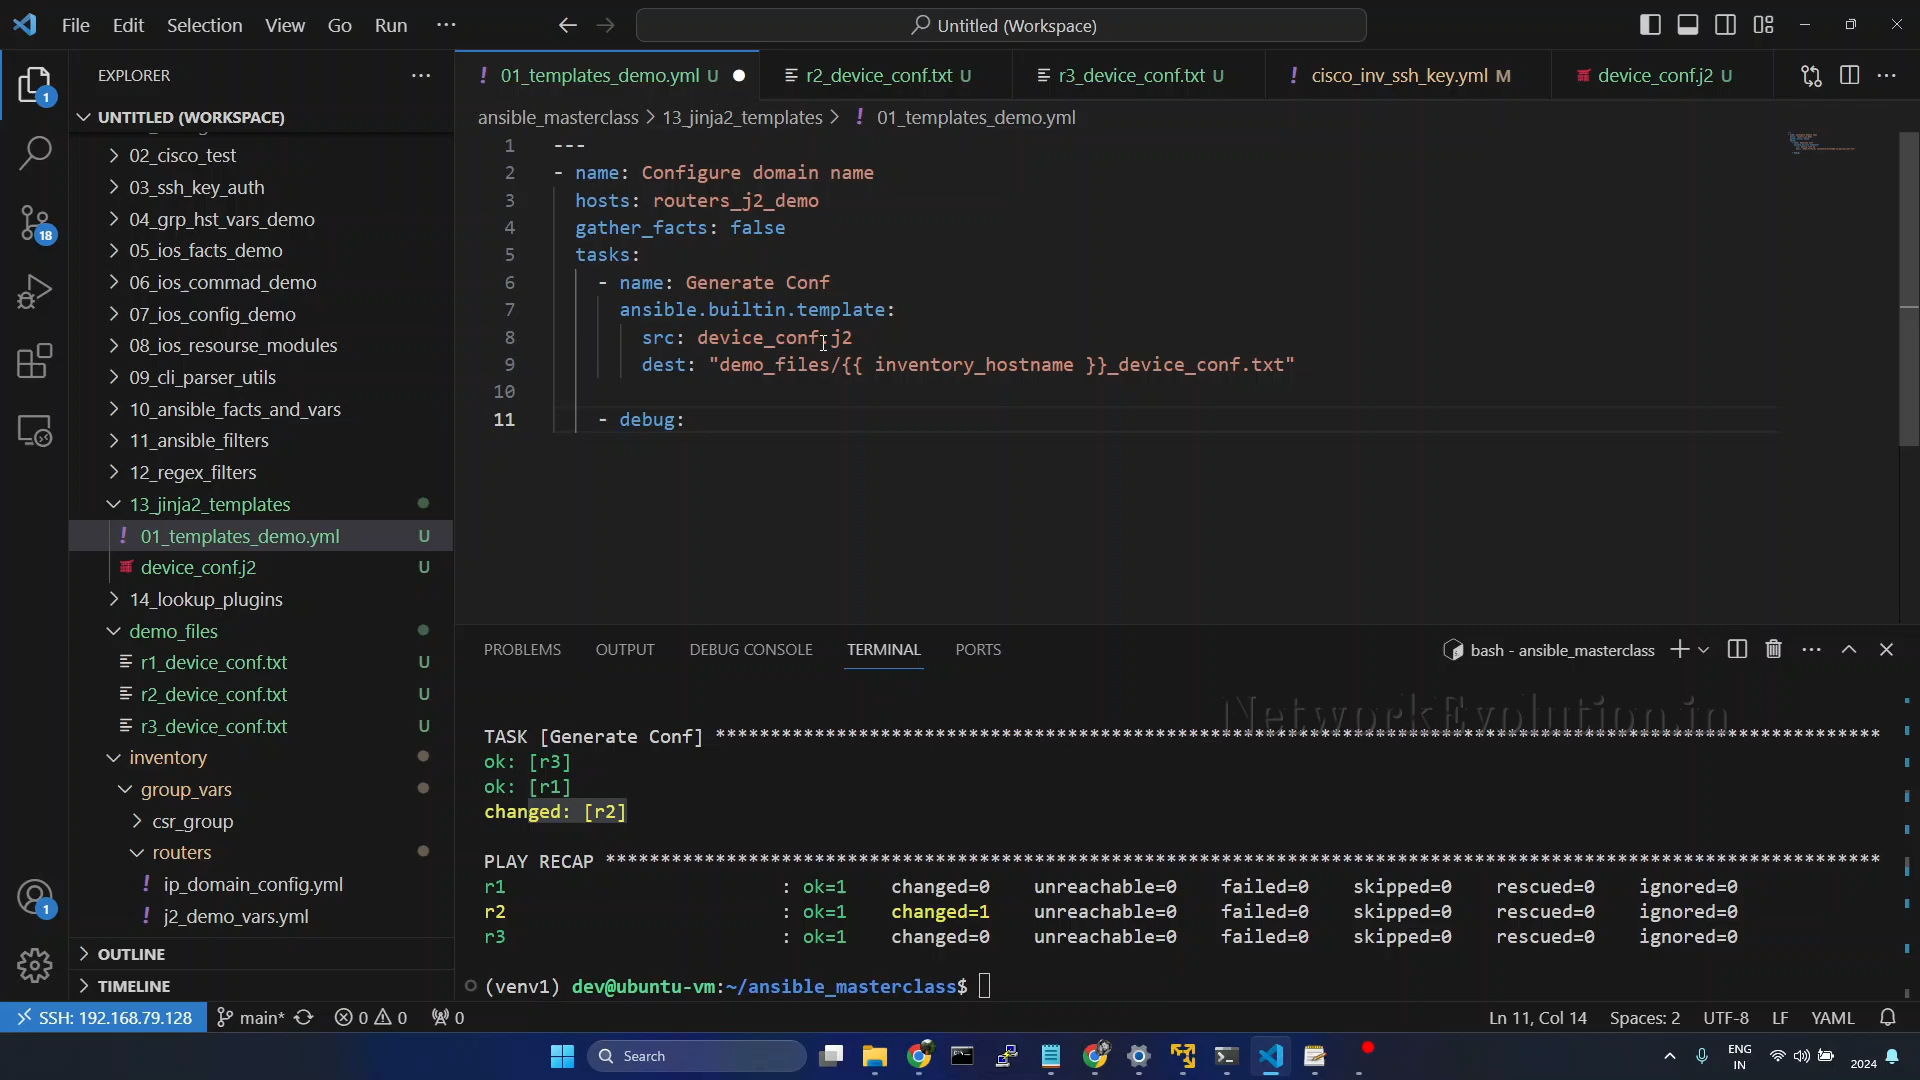 File Edit Selection View Go Run ···
Untitled (Workspace)
EXPLORER
UNTITLED (WORKSPACE)
02_cisco_test
03_ssh_key_auth
04_grp_hst_vars_demo
05_ios_facts_demo
06_ios_commad_demo
07_ios_config_demo
08_ios_resourse_modules
09_cli_parser_utils
10_ansible_facts_and_vars
11_ansible_filters
12_regex_filters
13_jinja2_templates
! 01_templates_demo.yml U
device_conf.j2 U
14_lookup_plugins
demo_files
r1_device_conf.txt U
r2_device_conf.txt U
r3_device_conf.txt U
inventory
group_vars
csr_group
routers
! ip_domain_config.yml
! j2_demo_vars.yml
OUTLINE
TIMELINE
1
18
1
! 01_templates_demo.yml U
r2_device_conf.txt U
r3_device_conf.txt U
! cisco_inv_ssh_key.yml M
device_conf.j2 U
ansible_masterclass > 13_jinja2_templates > ! 01_templates_demo.yml
1 ---
2 - name: Configure domain name
3 hosts: routers_j2_demo
4 gather_facts: false
5 tasks:
6 - name: Generate Conf
7 ansible.builtin.template:
8 src: device_conf.j2
9 dest: "demo_files/{{ inventory_hostname }}_device_conf.txt"
10
11 - debug:
PROBLEMS OUTPUT DEBUG CONSOLE TERMINAL PORTS
bash - ansible_masterclass
NetworkEvolution.in
TASK [Generate Conf] *********************************************************************************************************
ok: [r3]
ok: [r1]
changed: [r2]
PLAY RECAP *******************************************************************************************************************
r1 : ok=1 changed=0 unreachable=0 failed=0 skipped=0 rescued=0 ignored=0
r2 : ok=1 changed=1 unreachable=0 failed=0 skipped=0 rescued=0 ignored=0
r3 : ok=1 changed=0 unreachable=0 failed=0 skipped=0 rescued=0 ignored=0
(venv1) dev@ubuntu-vm:~/ansible_masterclass$
SSH: 192.168.79.128 main* 0 0 0
Ln 11, Col 14 Spaces: 2 UTF-8 LF YAML
Search
ENG
IN
2024